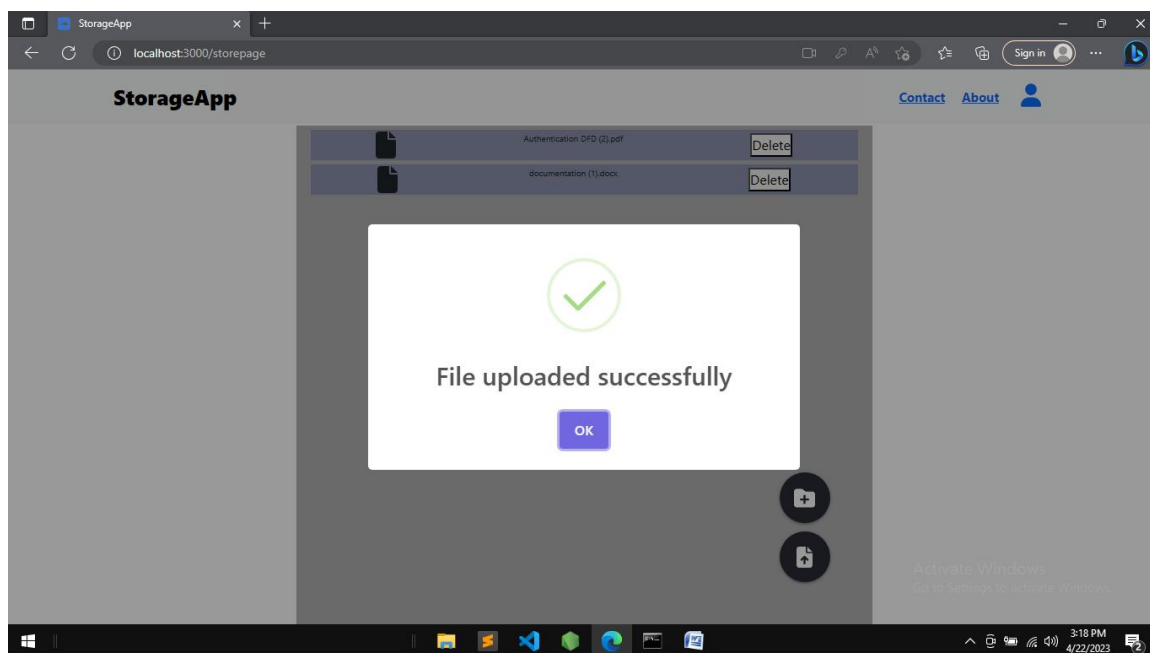 StorageApp
localhost:3000/storepage
Sign in
StorageApp
Contact About
Authentication DFD (2).pdf
Delete
documentation (1).docx
Delete
File uploaded successfully
OK
Activate Windows
Go to Settings to activate Windows.
3:18 PM
4/22/2023
2